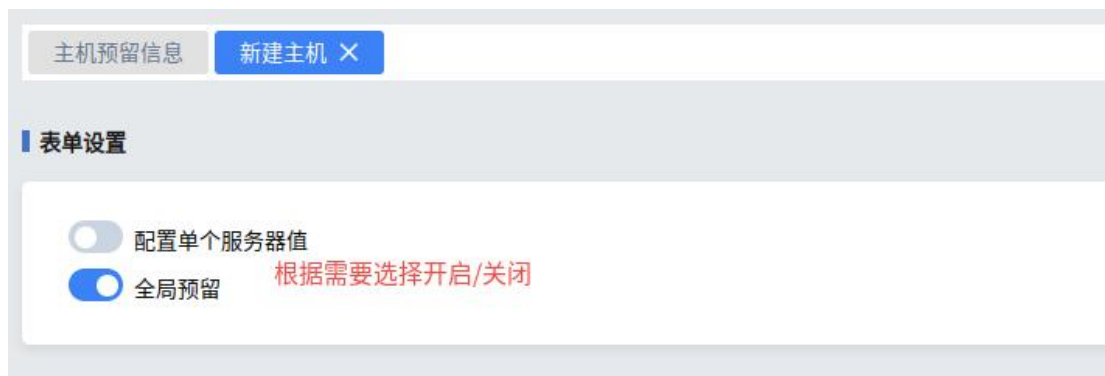 主机预留信息 新建主机 ×
表单设置
配置单个服务器值
根据需要选择开启/关闭
全局预留